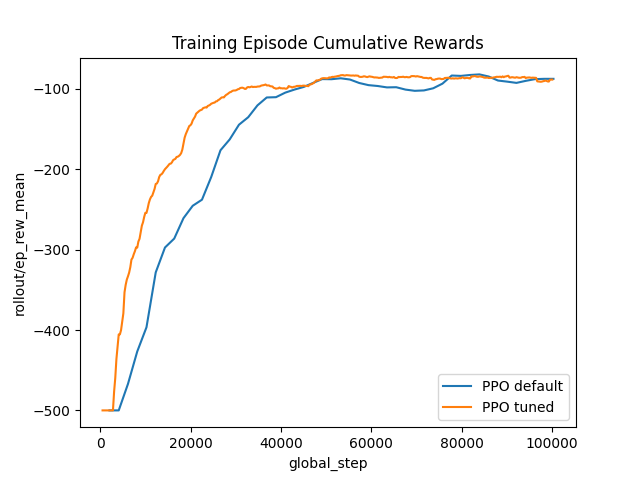 Training Episode Cumulative Rewards
rollout/ep_rew_mean
−100
−200
−300
−400
−500
0
20000
40000
60000
80000
100000
global_step
PPO default
PPO tuned